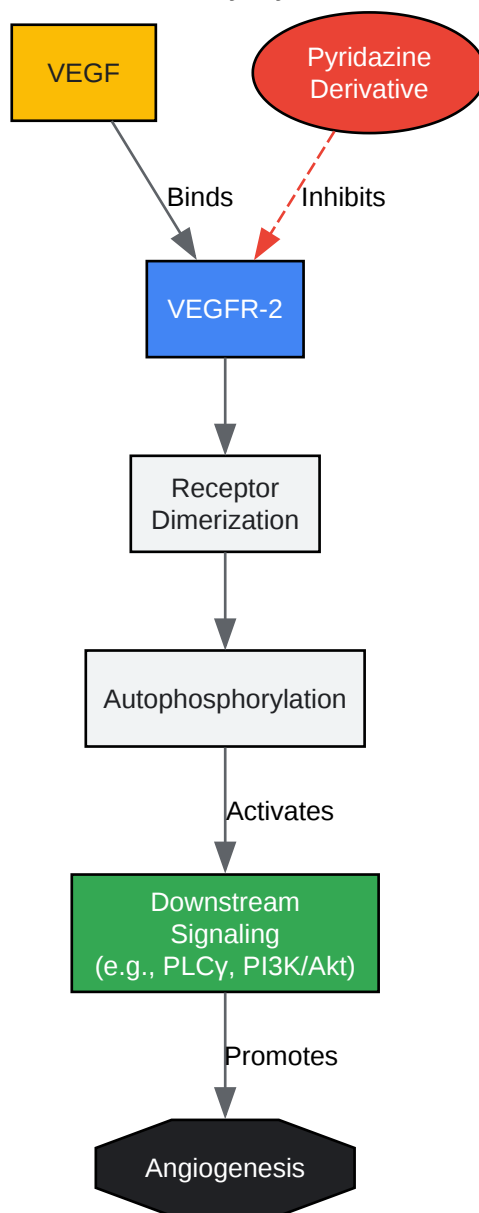 VEGF
Pyridazine
Derivative
Binds
Inhibits
VEGFR-2
Receptor
Dimerization
Autophosphorylation
Activates
Downstream
Signaling
(e.g., PLCγ, PI3K/Akt)
Promotes
Angiogenesis